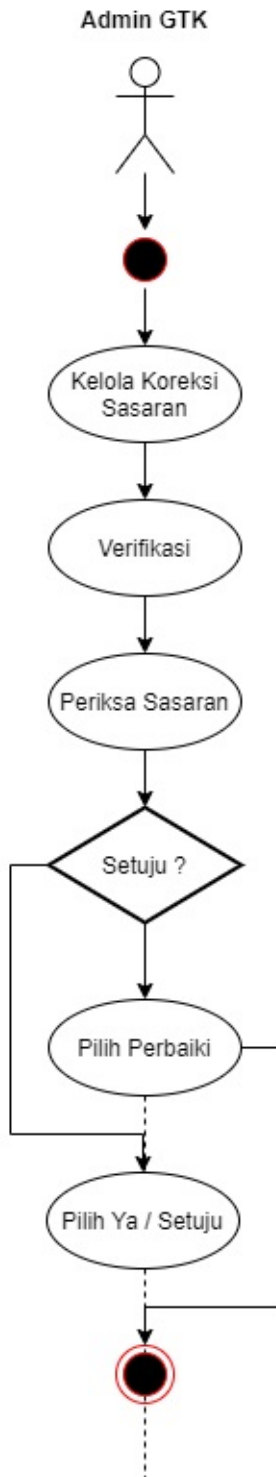 Admin GTK
Kelola Koreksi
Sasaran
Verifikasi
Periksa Sasaran
Setuju ?
Pilih Perbaiki
Pilih Ya / Setuju